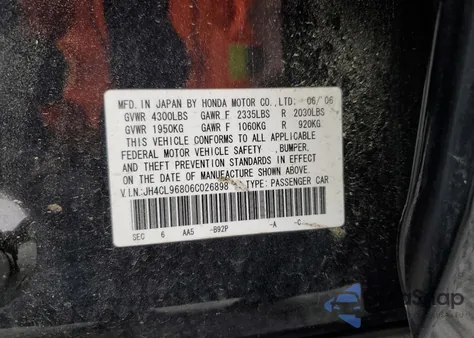 MFD. IN JAPAN BY HONDA MOTOR CO., LTD: 06/06
GVWR 4300LBS GAWR F 2335LBS R 2030LBS
GVWR 1950KG GAWR F 1060KG R 920KG
THIS VEHICLE CONFORMS TO ALL APPLICABLE
FEDERAL MOTOR VEHICLE SAFETY ,BUMPER,
AND THEFT PREVENTION STANDARDS IN EFFECT
ON THE DATE OF MANUFACTURE SHOWN ABOVE.
V.I.N:JH4CL96806C026898 TYPE: PASSENGER CAR
SEC 6 AA5 -B92P -A -C